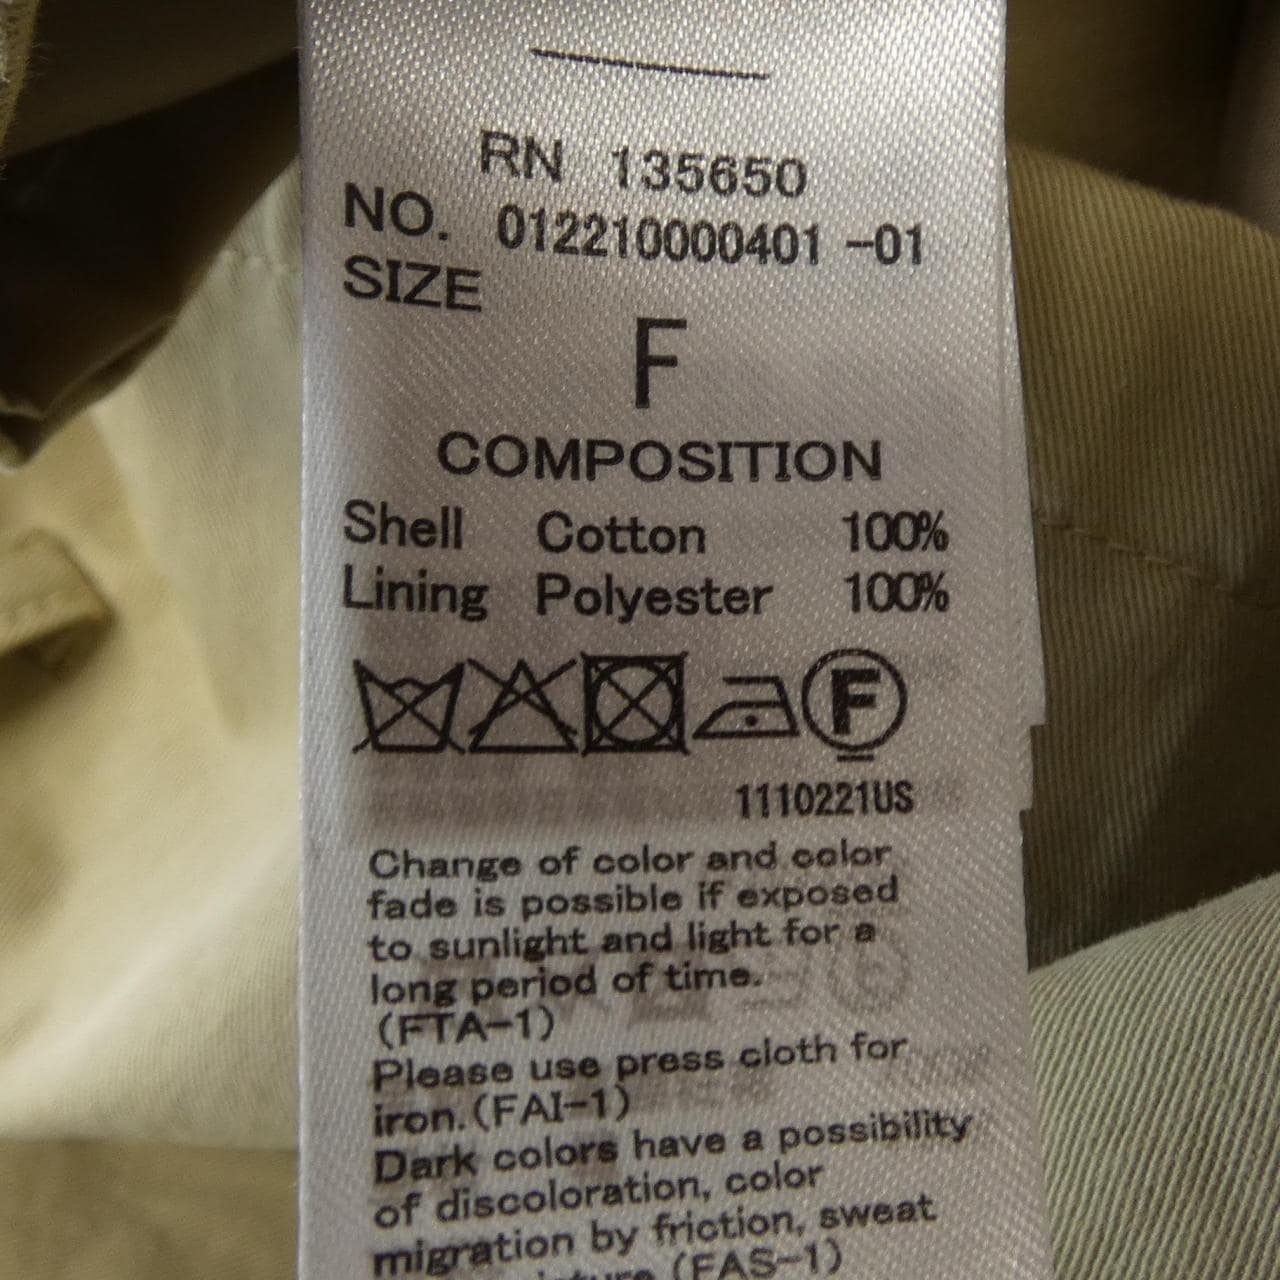 RN 135650
NO. 012210000401 -01
SIZE
F
COMPOSITION
Shell Cotton 100%
Lining Polyester 100%
F
1110221US
Change of color and color
fade is possible if exposed
to sunlight and light for a
long period of time.
(FTA-1)
Please use press cloth for
iron.(FAI-1)
Dark colors have a possibility
of discoloration, color
migration by friction, sweat
(FAS-1)